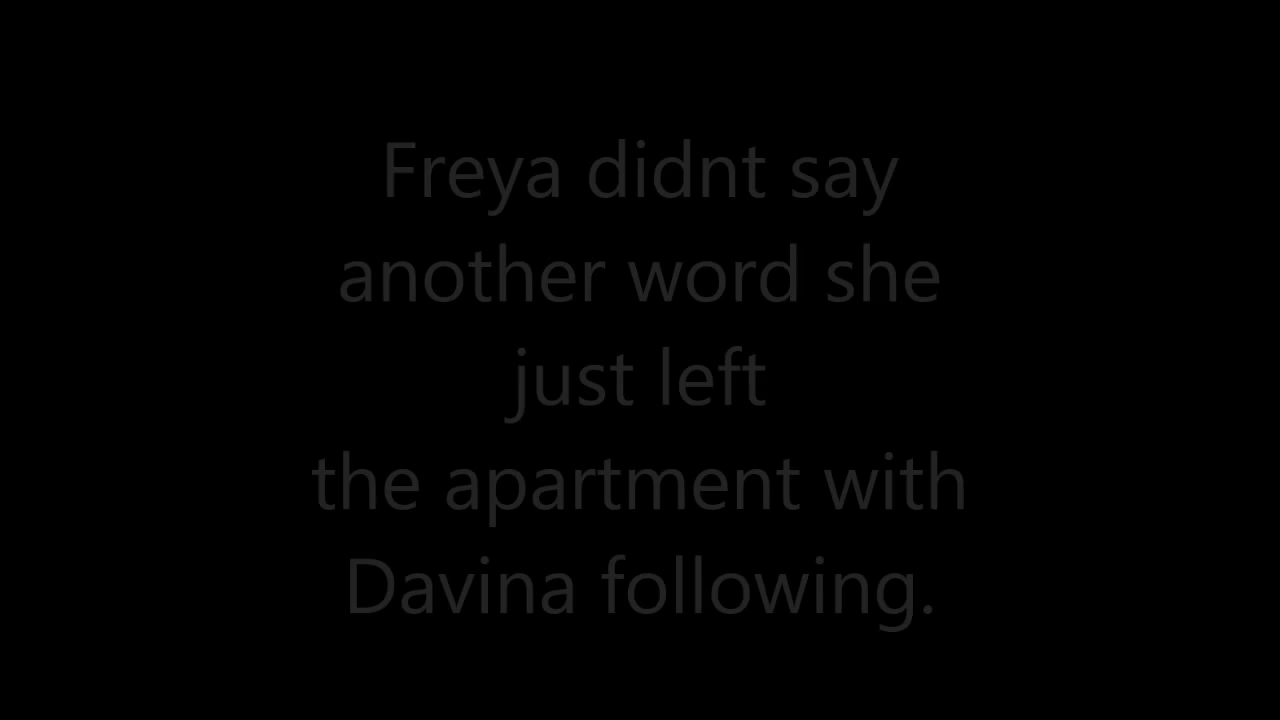 Freya didnt say
another word she
just left
the apartment with
Davina following.